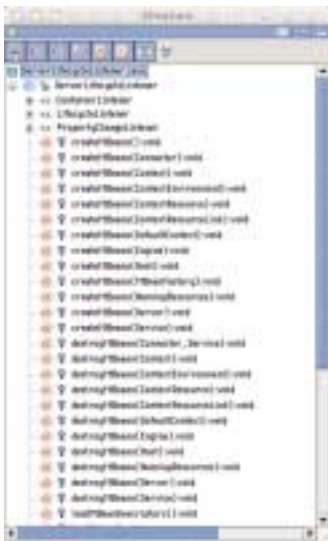 Structure
ServerLifecycleListener.java
ServerLifecycleListener
ContainerListener
LifecycleListener
PropertyChangeListener
createMBeans():void
createMBeans(Connector):void
createMBeans(Context):void
createMBeans(ContextEnvironment):void
createMBeans(ContextResource):void
createMBeans(ContextResourceLink):void
createMBeans(DefaultContext):void
createMBeans(Engine):void
createMBeans(Host):void
createMBeans(MBeanFactory):void
createMBeans(NamingResources):void
createMBeans(Server):void
createMBeans(Service):void
destroyMBeans(Connector, Service):void
destroyMBeans(Context):void
destroyMBeans(ContextEnvironment):void
destroyMBeans(ContextResource):void
destroyMBeans(ContextResourceLink):void
destroyMBeans(DefaultContext):void
destroyMBeans(Engine):void
destroyMBeans(Host):void
destroyMBeans(NamingResources):void
destroyMBeans(Server):void
destroyMBeans(Service):void
loadMBeanDescriptors():void